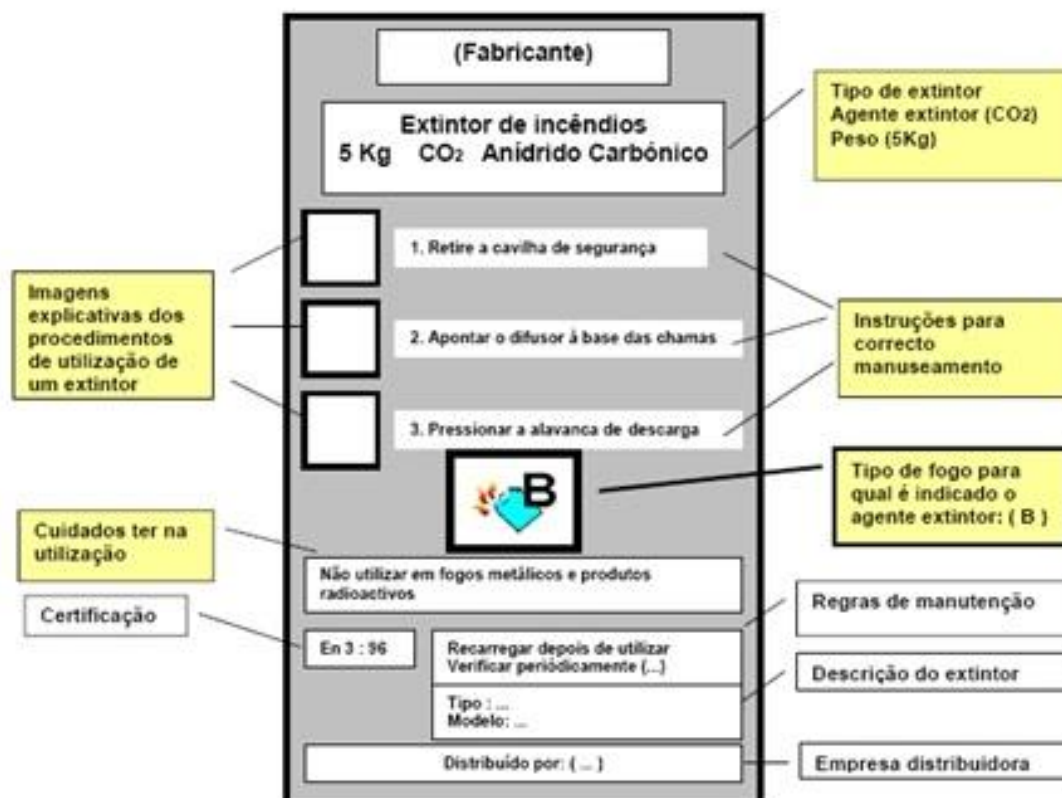 (Fabricante)
Extintor de incêndios
5 Kg CO2 Anídrido Carbónico
Tipo de extintor
Agente extintor (CO2)
Peso (5Kg)
Imagens
explicativas dos
procedimentos
de utilização de
um extintor
1. Retire a cavilha de segurança
2. Apontar o difusor à base das chamas
3. Pressionar a alavanca de descarga
Instruções para
correcto
manuseamento
B
Tipo de fogo para
qual é indicado o
agente extintor: ( B )
Cuidados ter na
utilização
Não utilizar em fogos metálicos e produtos
radioactivos
Certificação
En 3 : 96
Recarregar depois de utilizar
Verificar periódicamente (...)
Regras de manutenção
Tipo : ...
Modelo: ...
Descrição do extintor
Distribuído por: ( ... )
Empresa distribuidora